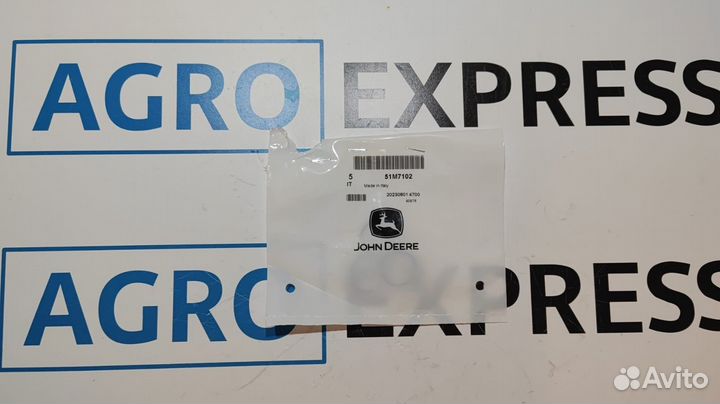 AGRO EXPRESS
5 51M7102
IT Made in Italy
20230801 4700
JOHN DEERE
AGRO EXPRESS
Avito